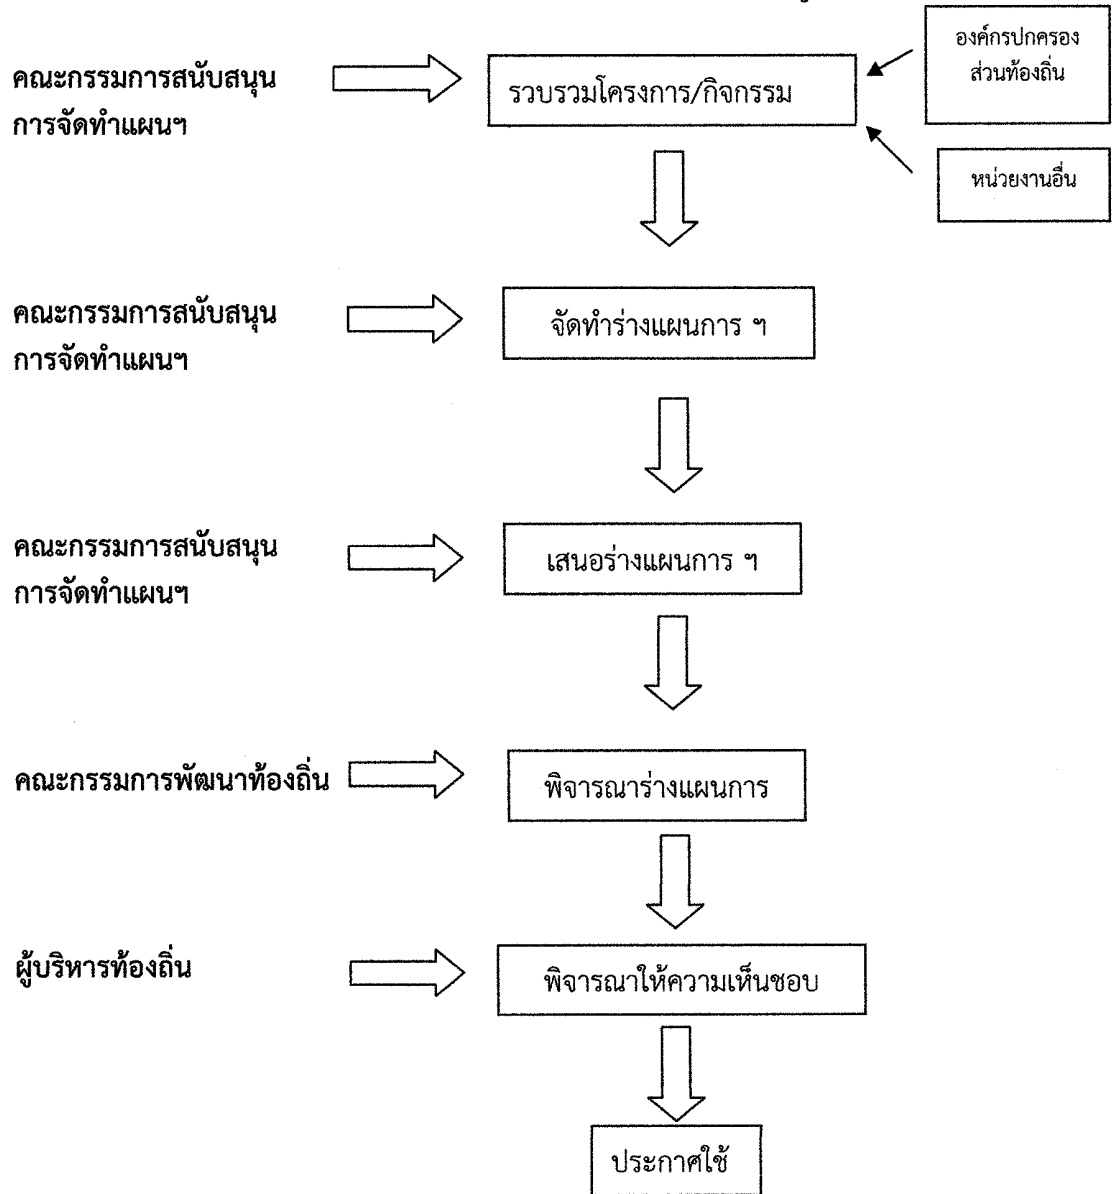 องค์กรปกครอง
ส่วนท้องถิ่น
คณะกรรมการสนับสนุน
การจัดทำแผนฯ
รวบรวมโครงการ/กิจกรรม
หน่วยงานอื่น
คณะกรรมการสนับสนุน
การจัดทำแผนฯ
จัดทำร่างแผนการ ฯ
คณะกรรมการสนับสนุน
การจัดทำแผนฯ
เสนอร่างแผนการ ฯ
คณะกรรมการพัฒนาท้องถิ่น
พิจารณาร่างแผนการ
ผู้บริหารท้องถิ่น
พิจารณาให้ความเห็นชอบ
ประกาศใช้